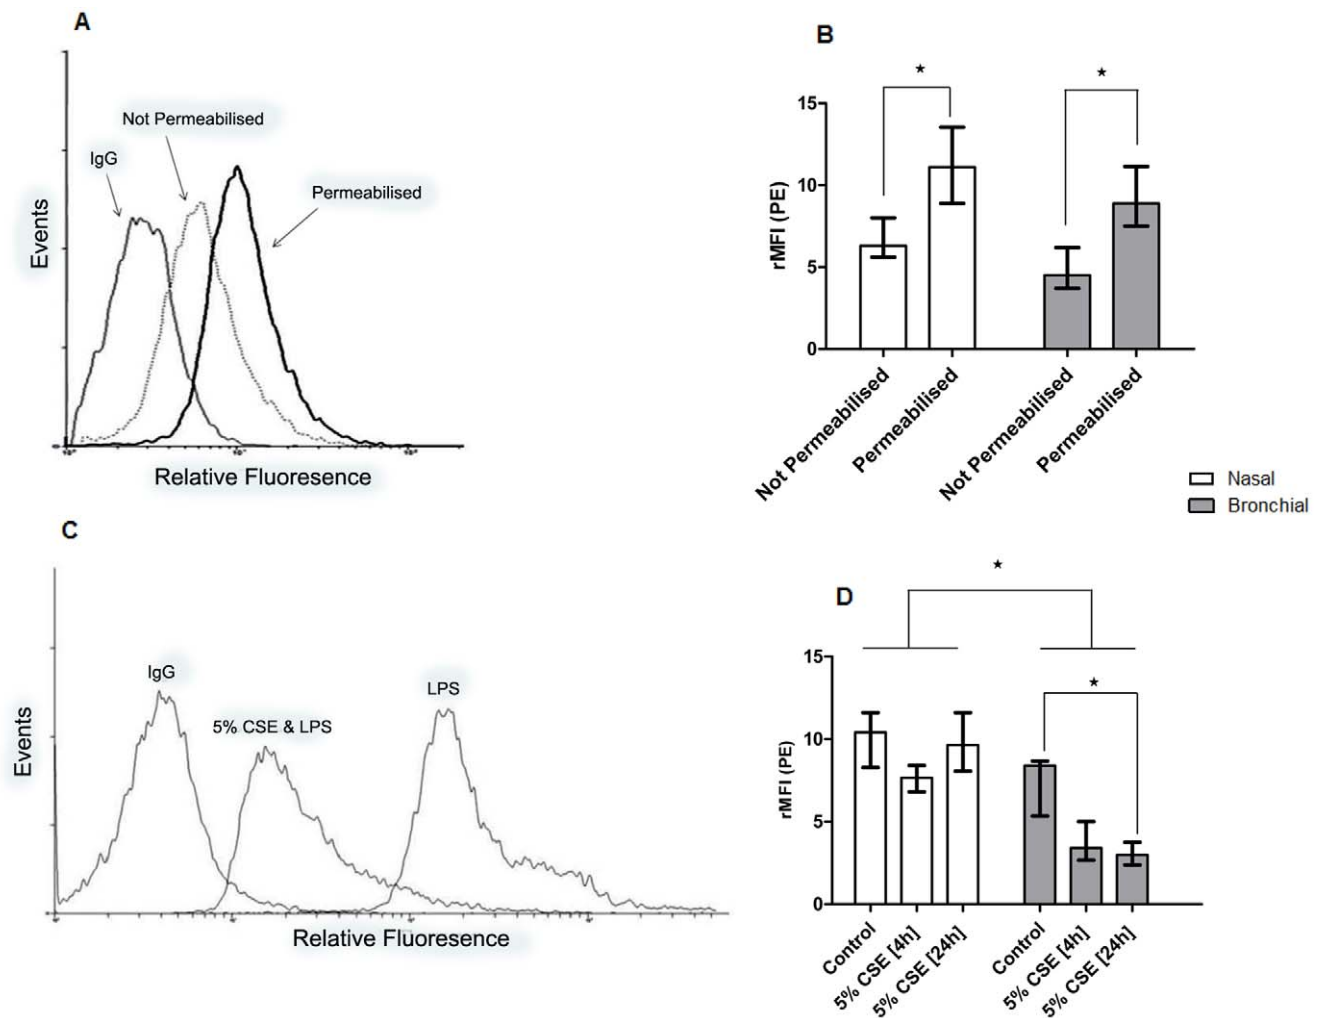 A
Not Permeabilised
IgG
Permeabilised
Events
Relative Fluoresence
B
★
★
15
10
5
0
rMFI (PE)
Not Permeabilised
Permeabilised
Not Permeabilised
Permeabilised
Nasal
Bronchial
C
IgG
5% CSE & LPS
LPS
Events
Relative Fluoresence
D
★
★
15
10
5
0
rMFI (PE)
Control
5% CSE [4h]
5% CSE [24h]
Control
5% CSE [4h]
5% CSE [24h]